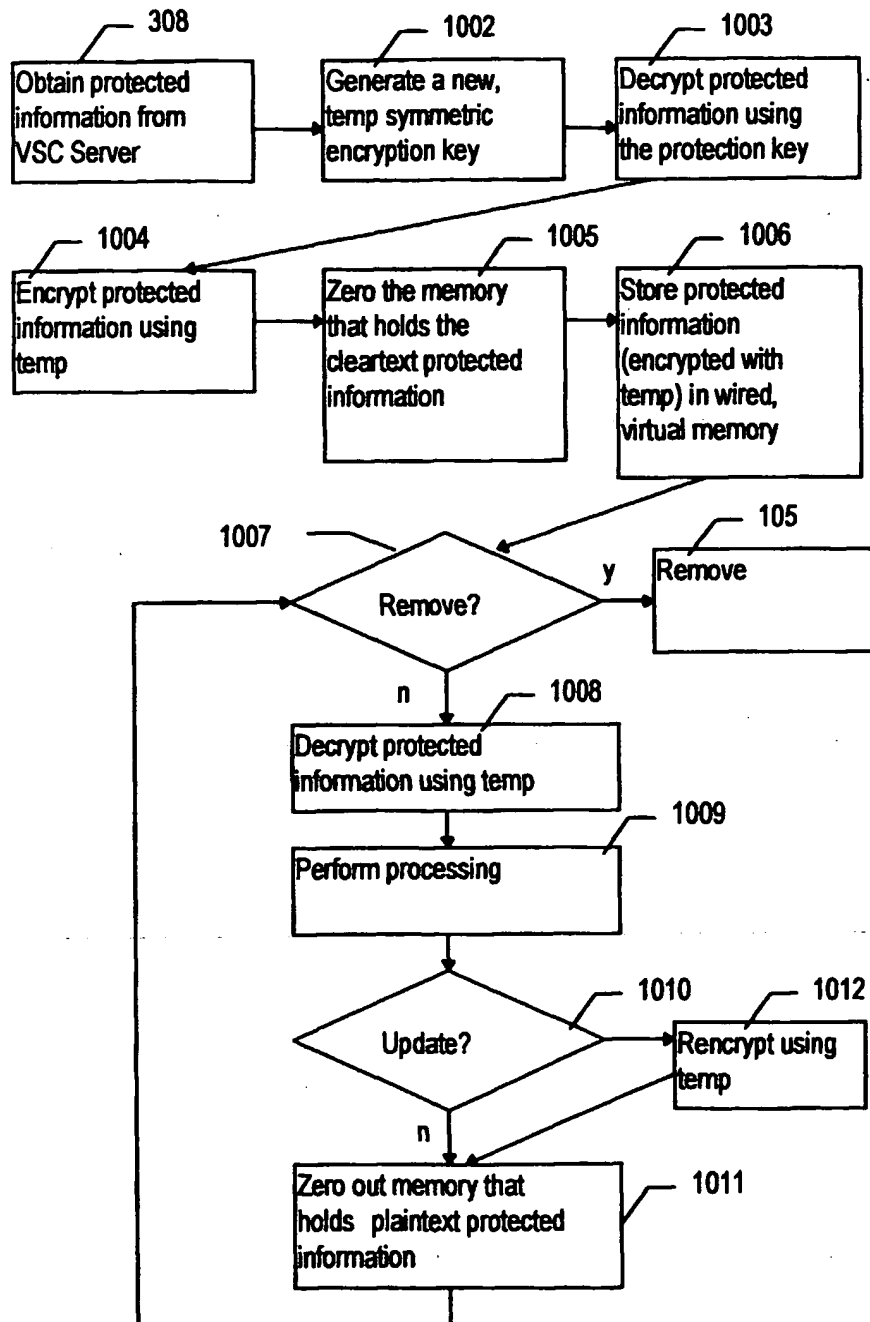 308
Obtain protected
information from
VSC Server
1002
Generate a new,
temp symmetric
encryption key
1003
Decrypt protected
information using
the protection key
1004
Encrypt protected
information using
temp
1005
Zero the memory
that holds the
cleartext protected
information
1006
Store protected
information
(encrypted with
temp) in wired,
virtual memory
1007
Remove?
y
105
Remove
n
1008
Decrypt protected
information using temp
1009
Perform processing
1010
Update?
1012
Rencrypt using
temp
n
1011
Zero out memory that
holds plaintext protected
information